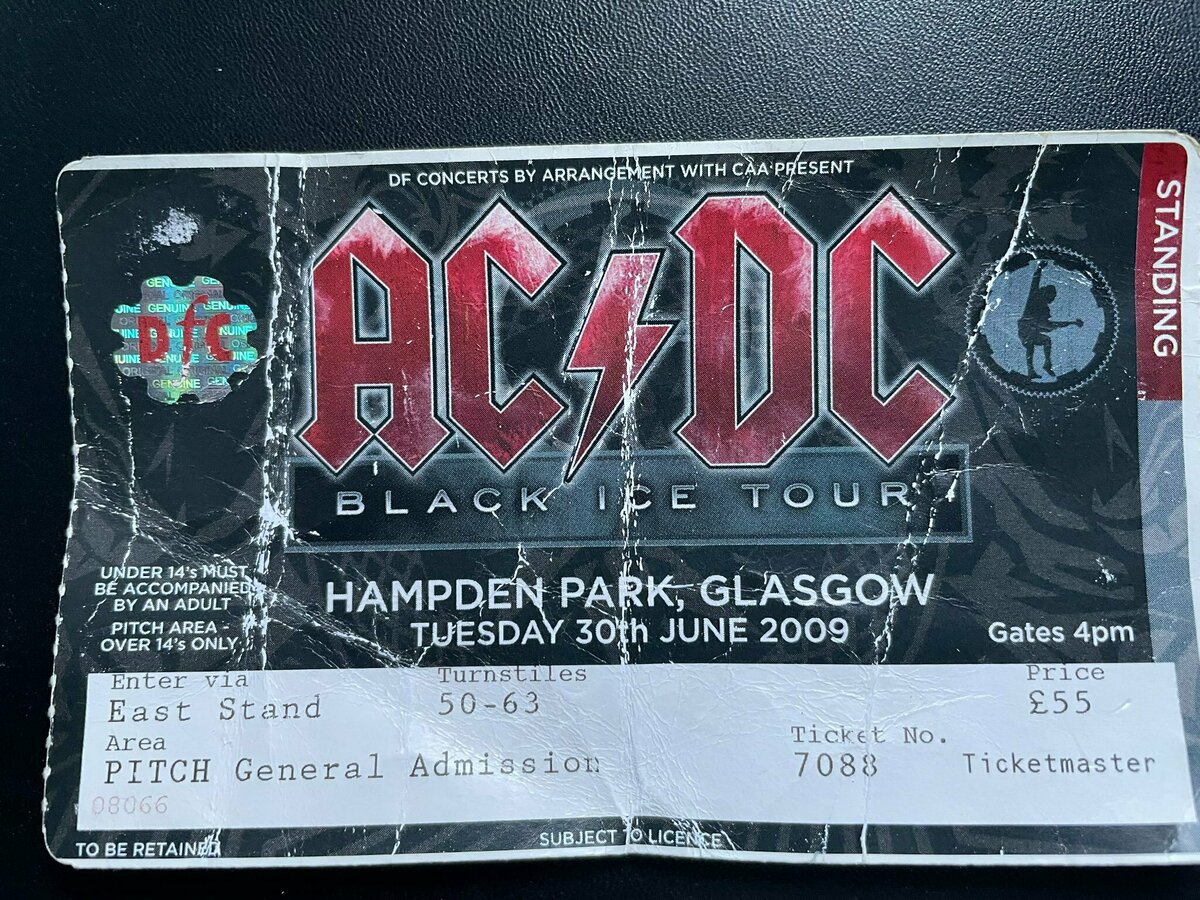 DF CONCERTS BY ARRANGEMENT WITH CAA PRESENT
STANDING
AC DC
DfC
BLACK ICE TOUR
UNDER 14's MUST
BE ACCOMPANIED
BY AN ADULT
PITCH AREA -
OVER 14's ONLY
HAMPDEN PARK, GLASGOW
TUESDAY 30th JUNE 2009
Gates 4pm
Enter via
Turnstiles
Price
East Stand
50-63
£55
Area
Ticket No.
PITCH General Admission
7088
Ticketmaster
08066
TO BE RETAINED
SUBJECT TO LICENCE